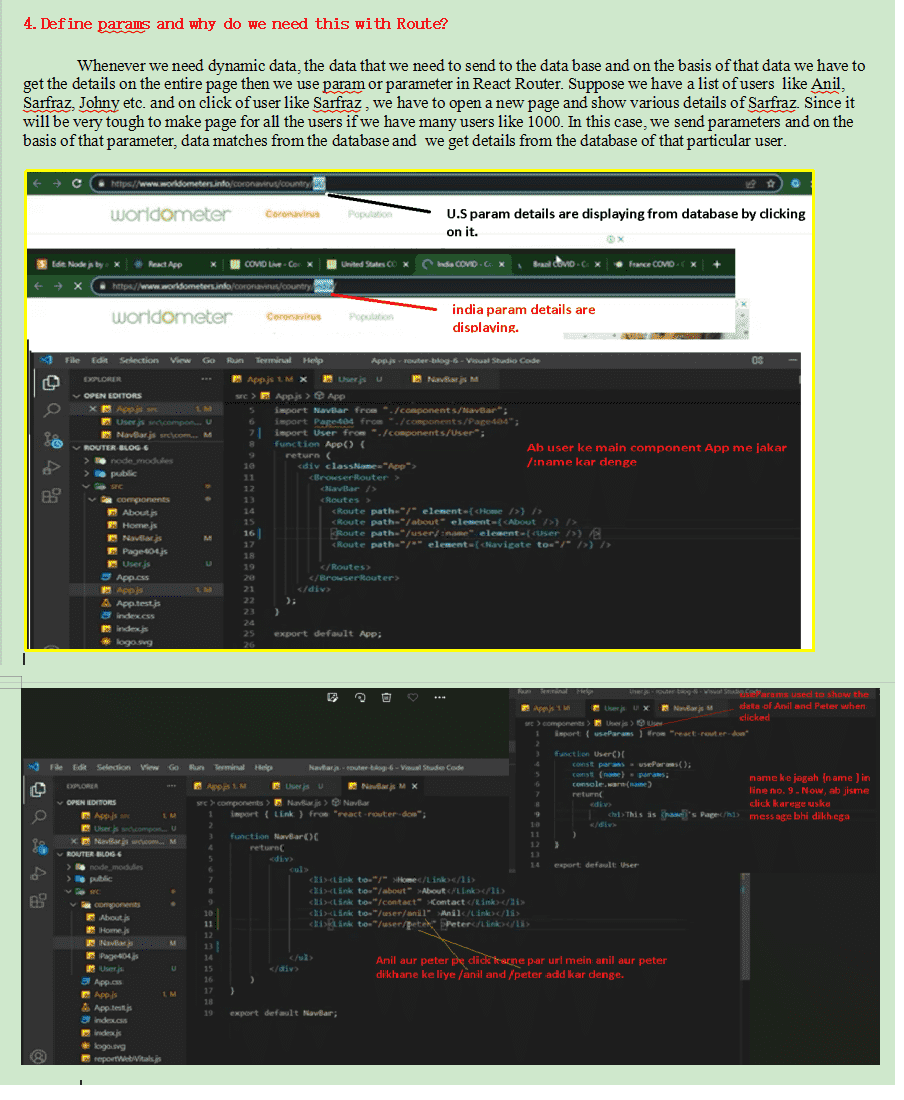 4. Define params and why do we need this with Route?
Whenever we need dynamic data, the data that we need to send to the data base and on the basis of that data we have to
get the details on the entire page then we use param or parameter in React Router. Suppose we have a list of users like Anil,
Sarfraz, Johny etc. and on click of user like Sarfraz , we have to open a new page and show various details of Sarfraz. Since it
will be very tough to make page for all the users if we have many users like 1000. In this case, we send parameters and on the
basis of that parameter, data matches from the database and we get details from the database of that particular user.
https://www.worldometers.info/coronavirus/country/
worldometer Coronavirus Population
U.S param details are displaying from database by clicking
on it.
Edit Node js by React App COVID Live - Co United States CO India COVID - C Brazil COVID - C France COVID - (
https://www.worldometers.info/coronavirus/country/
worldometer Coronavirus Population
india param details are
displaying.
File Edit Selection View Go Run Terminal Help App.js - router-blog-6 - Visual Studio Code
EXPLORER
OPEN EDITORS
App.js src 1, M
User.js src\compon... U
NavBar.js src\com... M
ROUTER-BLOG-6
node_modules
public
src
components
About.js
Home.js
NavBar.js M
Page404.js
User.js U
App.css
App.js 1, M
App.test.js
index.css
index.js
logo.svg
App.js 1, M User.js U NavBar.js M
src > App.js > App
5 import NavBar from "./components/NavBar";
6 import Page404 from "./components/Page404";
7 import User from "./components/User";
8 function App() {
9 return (
10 <div className="App">
11 <BrowserRouter >
12 <NavBar />
13 <Routes >
14 <Route path="/" element={<Home />} />
15 <Route path="/about" element={<About />} />
16 <Route path="/user/:name" element={<User />} />
17 <Route path="/*" element={<Navigate to="/" />} />
18
19 </Routes>
20 </BrowserRouter>
21 </div>
22 );
23 }
24
25 export default App;
26
Ab user ke main component App me jakar
/:name kar denge
Run Terminal Help User.js - router-blog-6 - Visual Studio Code
App.js 1, M User.js U NavBar.js M
src > components > User.js > User
1 import { useParams } from "react-router-dom"
2
3 function User(){
4 const params = useParams();
5 const {name} = params;
6 console.warn(name)
7 return(
8 <div>
9 <h1>This is {name}'s Page</h1>
10 </div>
11 )
12 }
13
14 export default User
used to show the
data of Anil and Peter when
clicked
name ke jagah {name } in
line no. 9 . Now, ab jisme
click karege uska
message bhi dikhega
File Edit Selection View Go Run Terminal Help NavBar.js - router-blog-6 - Visual Studio Code
EXPLORER
OPEN EDITORS
App.js src 1, M
User.js src\compon... U
NavBar.js src\com... M
ROUTER-BLOG-6
node_modules
public
src
components
About.js
Home.js
NavBar.js M
Page404.js
User.js U
App.css
App.js 1, M
App.test.js
index.css
index.js
logo.svg
reportWebVitals.js
App.js 1, M User.js U NavBar.js M
src > components > NavBar.js > NavBar
1 import { Link } from "react-router-dom";
2
3 function NavBar(){
4 return(
5 <div>
6 <ul>
7 <li><Link to="/" >Home</Link></li>
8 <li><Link to="/about" >About</Link></li>
9 <li><Link to="/contact" >Contact</Link></li>
10 <li><Link to="/user/anil" >Anil</Link></li>
11 <li><Link to="/user/peter" >Peter</Link></li>
12
13
14 </ul>
15 </div>
16 )
17 }
18
19 export default NavBar;
Anil aur peter pe click karne par url mein anil aur peter
dikhane ke liye /anil and /peter add kar denge.